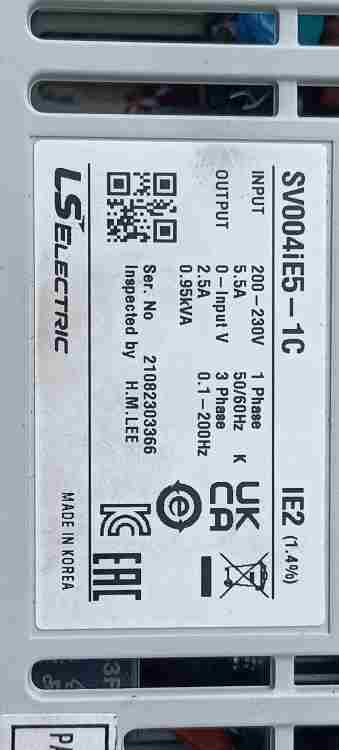 SV004iE5-1C IE2 (1.4%)
INPUT 200-230V 1 Phase
5.5A 50/60Hz K
OUTPUT 0-Input V 3 Phase
2.5A 0.1-200Hz
0.95kVA
UK
CA
EAC
Ser. No 21082303366
Inspected by H.M.LEE
LS ELECTRIC MADE IN KOREA
3P
PA